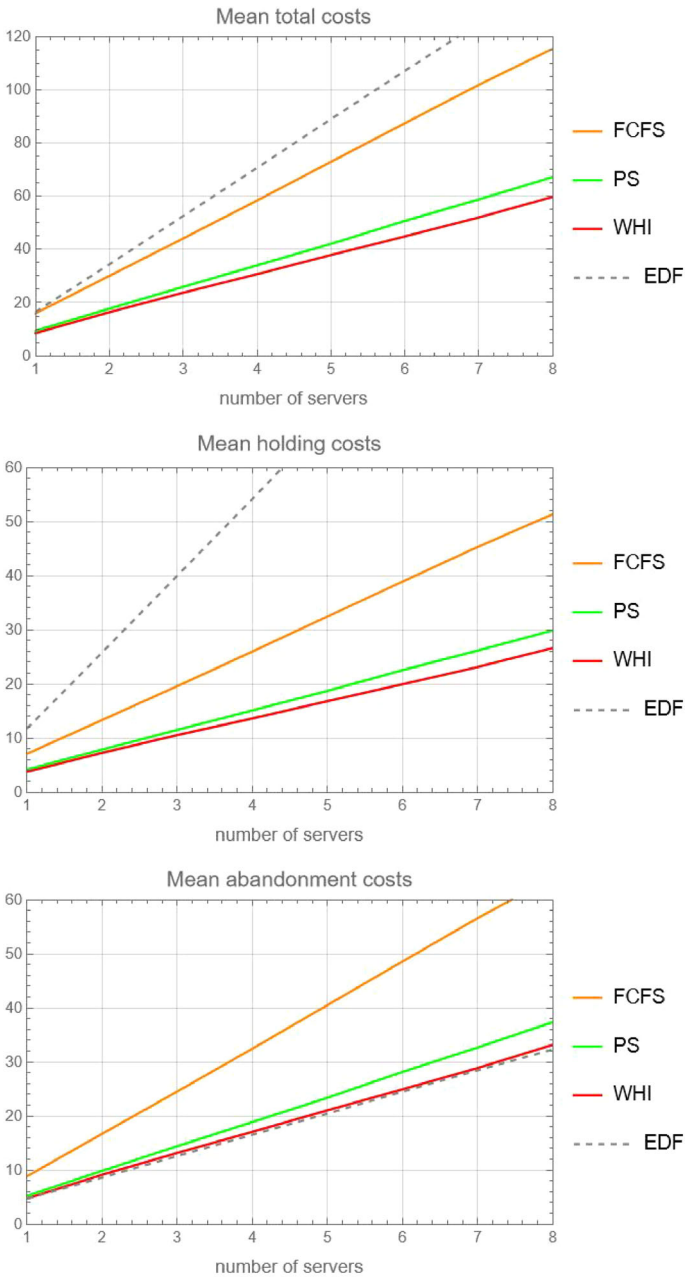 Mean total costs
120
100
80
60
40
20
0
1 2 3 4 5 6 7 8
number of servers
FCFS
PS
WHI
EDF
Mean holding costs
60
50
40
30
20
10
0
1 2 3 4 5 6 7 8
number of servers
FCFS
PS
WHI
EDF
Mean abandonment costs
60
50
40
30
20
10
0
1 2 3 4 5 6 7 8
number of servers
FCFS
PS
WHI
EDF